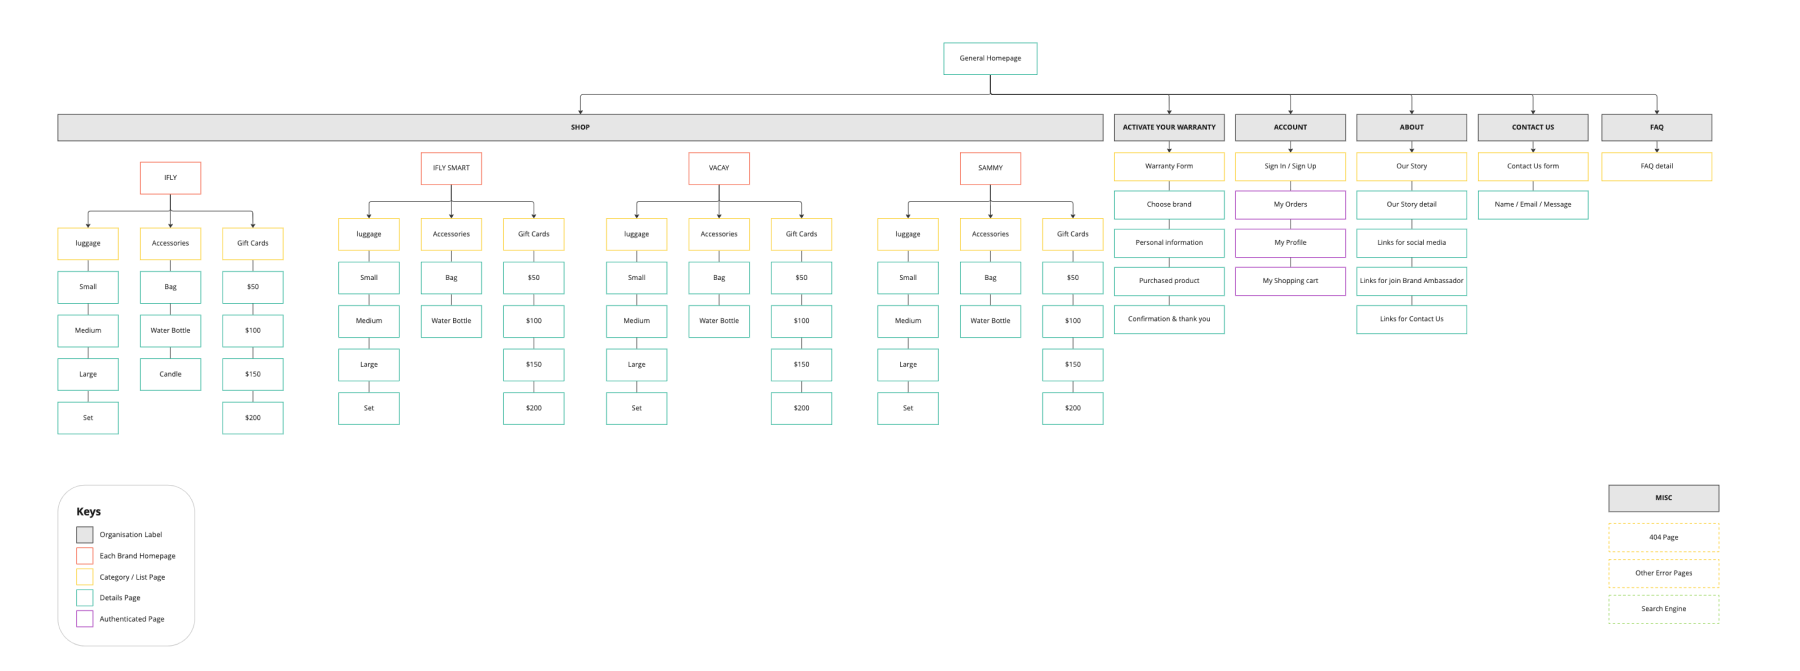 General Homepage
SHOP
ACTIVATE YOUR WARRANTY
ACCOUNT
ABOUT
CONTACT US
FAQ
IFLY
luggage
Small
Medium
Large
Set
Accessories
Bag
Water Bottle
Candle
Gift Cards
$50
$100
$150
$200
IFLY SMART
luggage
Small
Medium
Large
Set
Accessories
Bag
Water Bottle
Gift Cards
$50
$100
$150
$200
VACAY
luggage
Small
Medium
Large
Set
Accessories
Bag
Water Bottle
Gift Cards
$50
$100
$150
$200
SAMMY
luggage
Small
Medium
Large
Set
Accessories
Bag
Water Bottle
Gift Cards
$50
$100
$150
$200
Warranty Form
Choose brand
Personal information
Purchased product
Confirmation & thank you
Sign In / Sign Up
My Orders
My Profile
My Shopping cart
Our Story
Our Story detail
Links for social media
Links for join Brand Ambassador
Links for Contact Us
Contact Us form
Name / Email / Message
FAQ detail
Keys
Organisation Label
Each Brand Homepage
Category / List Page
Details Page
Authenticated Page
MISC
404 Page
Other Error Pages
Search Engine